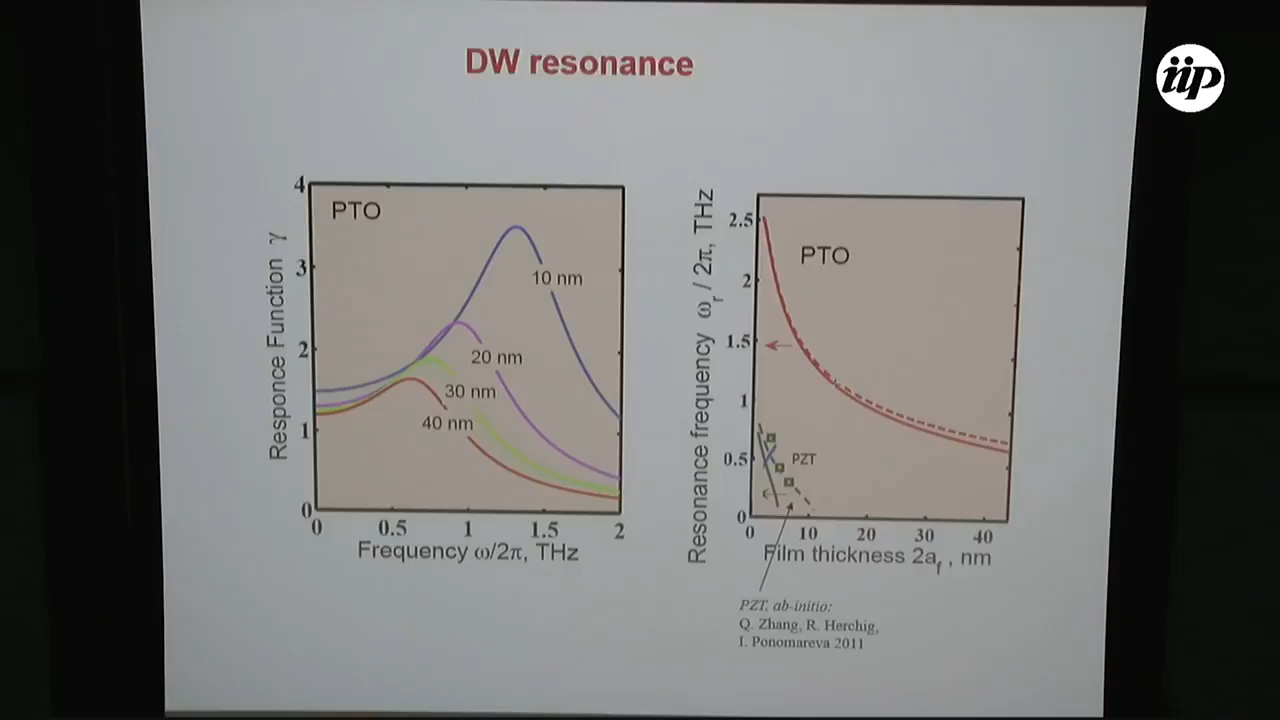 DW resonance
iip
4
3
2
1
0
Responce Function γ
PTO
10 nm
20 nm
30 nm
40 nm
0 0.5 1 1.5 2
Frequency ω/2π, THz
2.5
2
1.5
1
0.5
0
Resonance frequency ωr / 2π, THz
PTO
PZT
0 10 20 30 40
Film thickness 2af , nm
PZT, ab-initio:
Q. Zhang, R. Herchig,
I. Ponomareva 2011